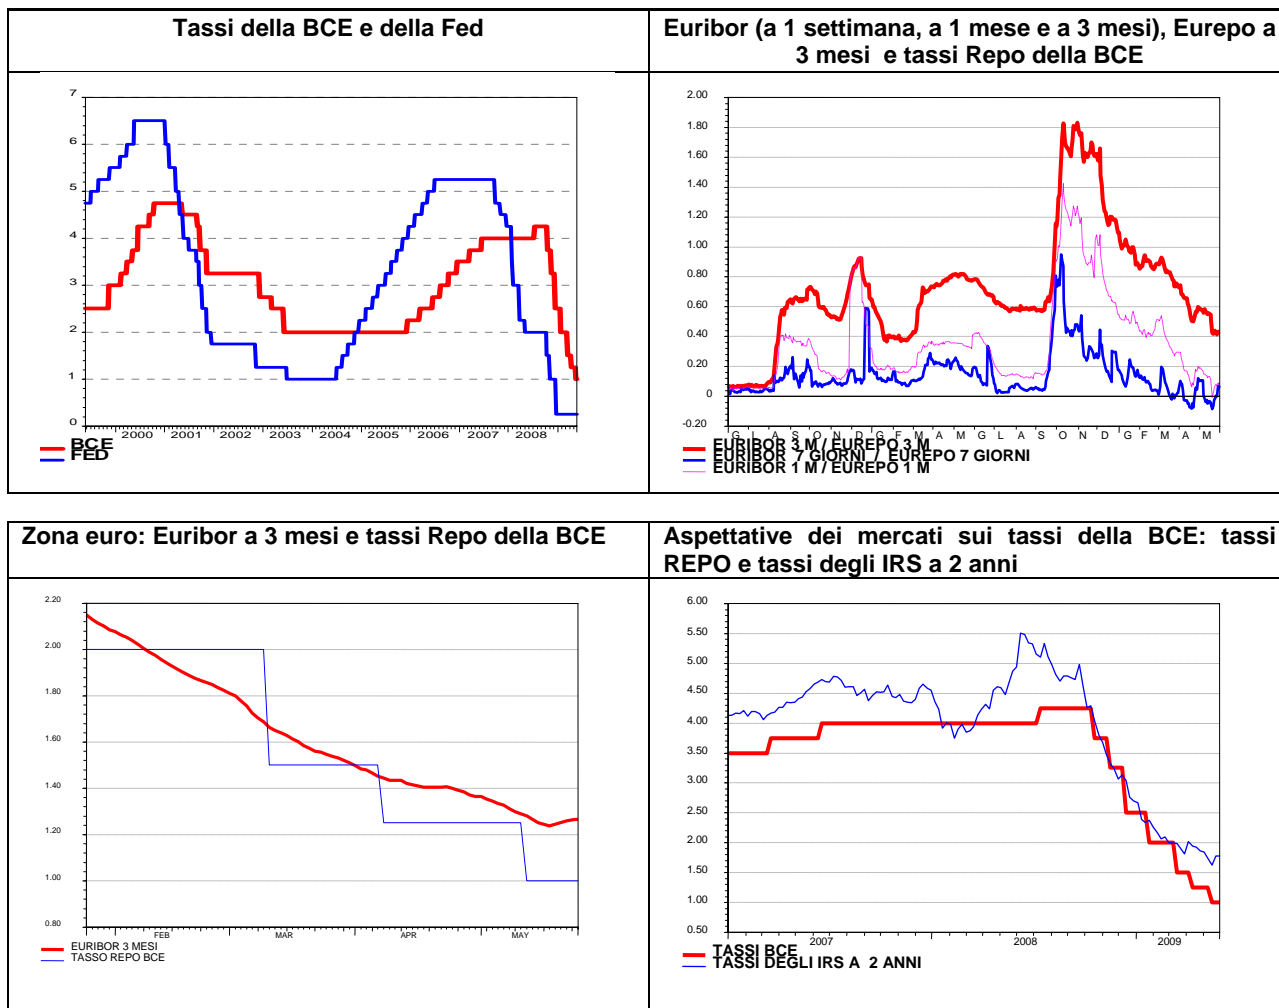 Tassi della BCE e della Fed
7
6
5
4
3
2
1
0
2000 2001 2002 2003 2004 2005 2006 2007 2008
BCE
FED
Euribor (a 1 settimana, a 1 mese e a 3 mesi), Eurepo a
3 mesi e tassi Repo della BCE
2.00
1.80
1.60
1.40
1.20
1.00
0.80
0.60
0.40
0.20
0
-0.20
G L A S O N D G F M A M G L A S O N D G F M A M
EURIBOR 3 M / EUREPO 3 M
EURIBOR 7 GIORNI / EUREPO 7 GIORNI
EURIBOR 1 M / EUREPO 1 M
Zona euro: Euribor a 3 mesi e tassi Repo della BCE
2.20
2.00
1.80
1.60
1.40
1.20
1.00
0.80
FEB MAR APR MAY
EURIBOR 3 MESI
TASSO REPO BCE
Aspettative dei mercati sui tassi della BCE: tassi
REPO e tassi degli IRS a 2 anni
6.00
5.50
5.00
4.50
4.00
3.50
3.00
2.50
2.00
1.50
1.00
0.50
2007 2008 2009
TASSI BCE
TASSI DEGLI IRS A 2 ANNI